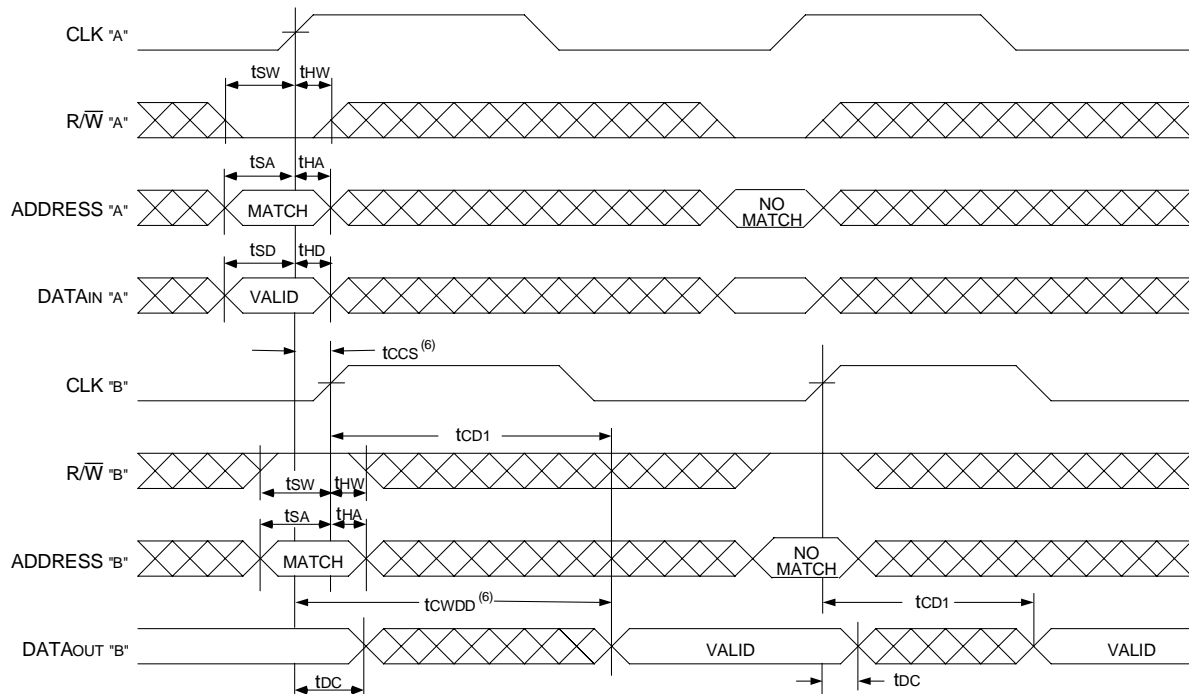 CLK "A"
tSW tHW
R/W̅ "A"
tSA tHA
ADDRESS "A" MATCH NO MATCH
tSD tHD
DATAIN "A" VALID
tCCS (6)
CLK "B"
tCD1
R/W̅ "B"
tSW tHW
tSA tHA
ADDRESS "B" MATCH NO MATCH
tCWDD (6) tCD1
DATAOUT "B" VALID VALID
tDC tDC